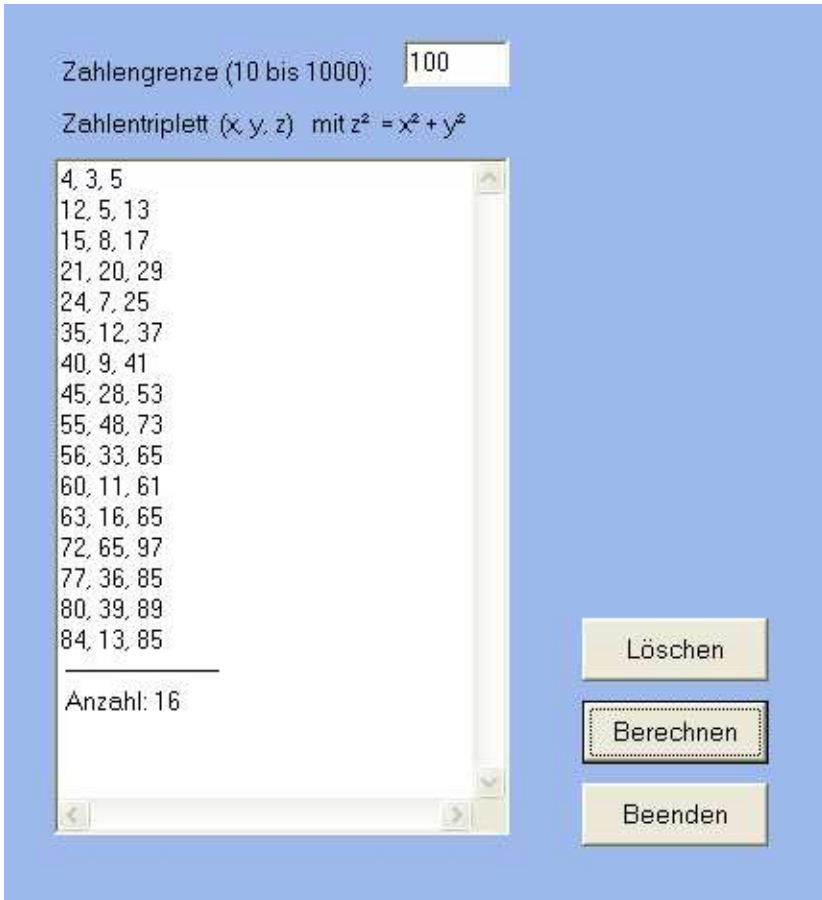 Zahlengrenze (10 bis 1000): 100
Zahlentriplett (x, y, z) mit z² = x² + y²
4, 3, 5
12, 5, 13
15, 8, 17
21, 20, 29
24, 7, 25
35, 12, 37
40, 9, 41
45, 28, 53
55, 48, 73
56, 33, 65
60, 11, 61
63, 16, 65
72, 65, 97
77, 36, 85
80, 39, 89
84, 13, 85
Anzahl: 16
Löschen
Berechnen
Beenden